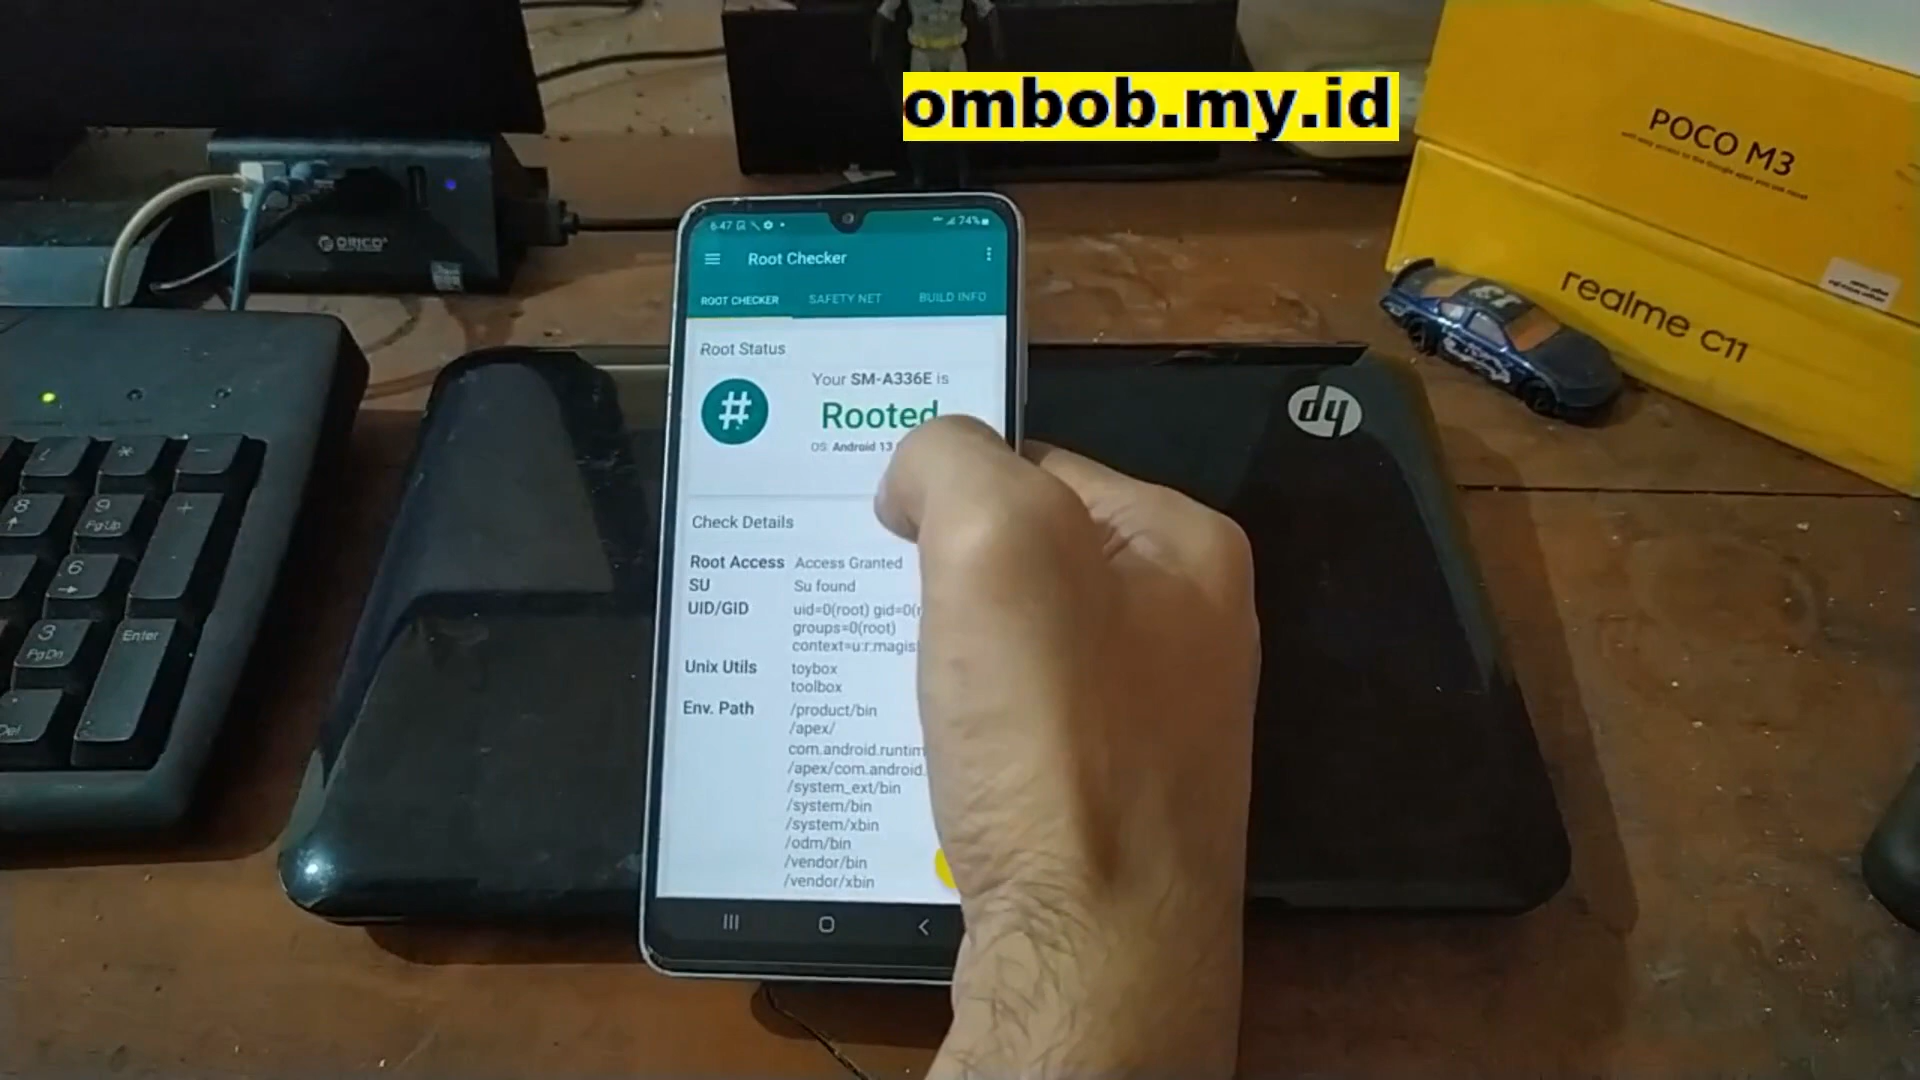 ombob.my.id
POCO M3
realme C11
ORICO
hp
6:47
74%
Root Checker
ROOT CHECKER
SAFETY NET
BUILD INFO
Root Status
Your SM-A336E is
Rooted
OS: Android 13
Check Details
Root Access Access Granted
SU Su found
UID/GID uid=0(root) gid=0(r
groups=0(root)
context=u:r:magis
Unix Utils toybox
toolbox
Env. Path /product/bin
/apex/
com.android.runtim
/apex/com.android.
/system_ext/bin
/system/bin
/system/xbin
/odm/bin
/vendor/bin
/vendor/xbin
* -
8 9 +
PgUp
6
3 Enter
PgDn
Del